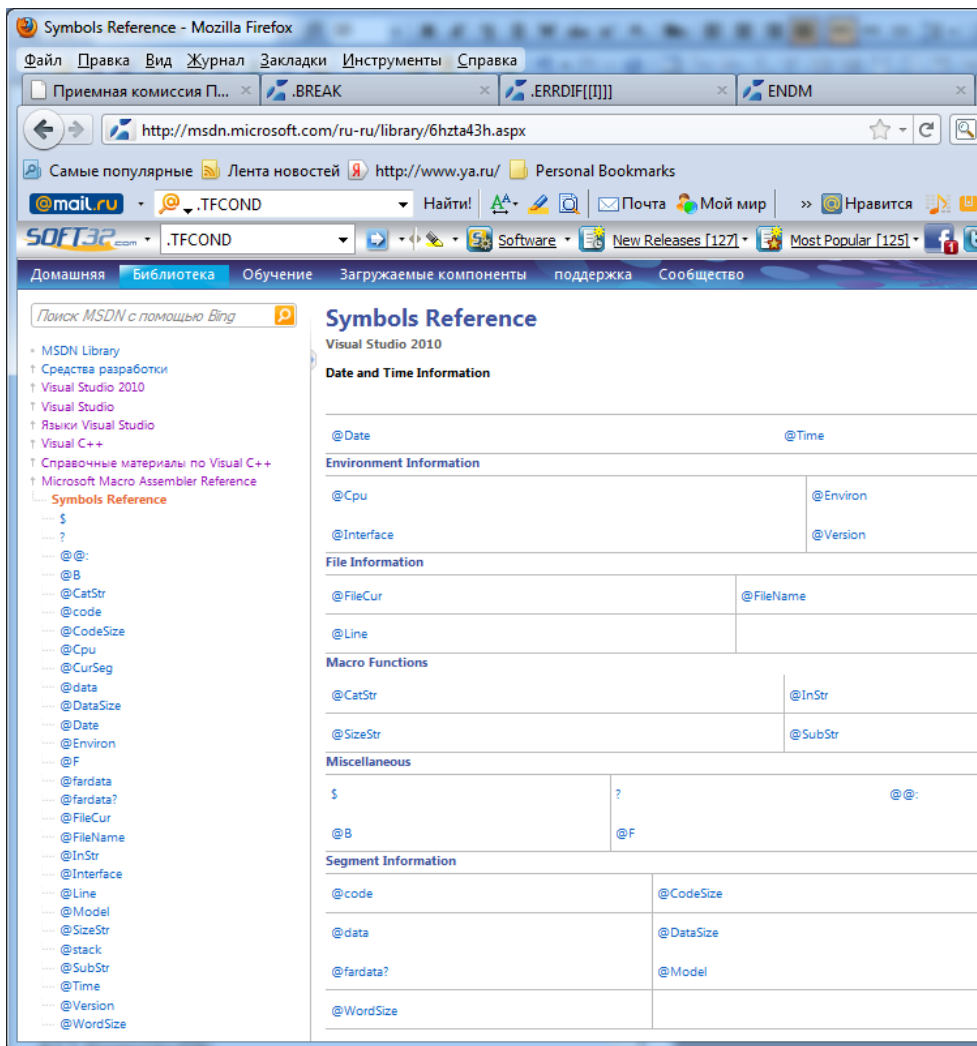 Symbols Reference - Mozilla Firefox
Файл Правка Вид Журнал Закладки Инструменты Справка
Приемная комиссия П... .BREAK .ERRDIF[[I]]] ENDM
http://msdn.microsoft.com/ru-ru/library/6hzta43h.aspx
Самые популярные Лента новостей http://www.ya.ru/ Personal Bookmarks
@mail.ru .TFCOND Найти! Почта Мой мир » Нравится
SOFT32.com .TFCOND Software New Releases [127] Most Popular [125]
Домашняя Библиотека Обучение Загружаемые компоненты поддержка Сообщество
Поиск MSDN с помощью Bing
MSDN Library
Средства разработки
Visual Studio 2010
Visual Studio
Языки Visual Studio
Visual C++
Справочные материалы по Visual C++
Microsoft Macro Assembler Reference
Symbols Reference
$
?
@@:
@B
@CatStr
@code
@CodeSize
@Cpu
@CurSeg
@data
@DataSize
@Date
@Environ
@F
@fardata
@fardata?
@FileCur
@FileName
@InStr
@Interface
@Line
@Model
@SizeStr
@stack
@SubStr
@Time
@Version
@WordSize
Symbols Reference
Visual Studio 2010
Date and Time Information
@Date @Time
Environment Information
@Cpu @Environ
@Interface @Version
File Information
@FileCur @FileName
@Line
Macro Functions
@CatStr @InStr
@SizeStr @SubStr
Miscellaneous
$ ? @@:
@B @F
Segment Information
@code @CodeSize
@data @DataSize
@fardata? @Model
@WordSize